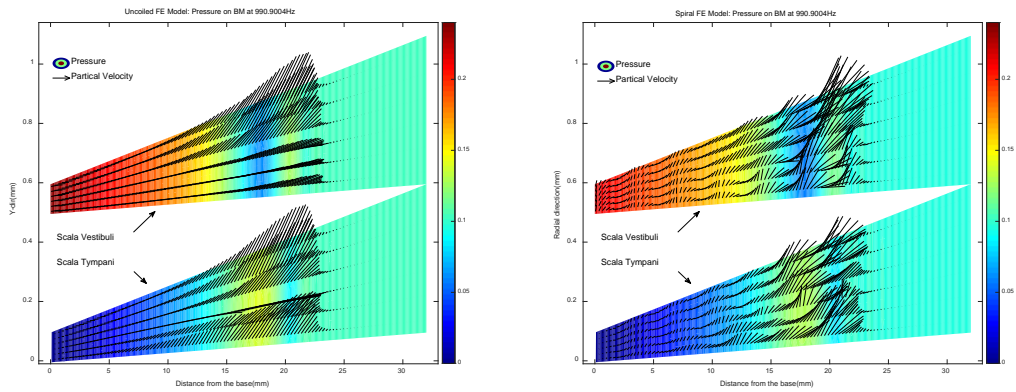 Uncoiled FE Model: Pressure on BM at 990.9004Hz
Pressure
Partical Velocity
Scala Vestibuli
Scala Tympani
Y-dir(mm)
1
0.8
0.6
0.4
0.2
0
0
5
10
15
20
25
30
Distance from the base(mm)
0.2
0.15
0.1
0.05
0
Spiral FE Model: Pressure on BM at 990.9004Hz
Pressure
Partical Velocity
Scala Vestibuli
Scala Tympani
Radial direction(mm)
1
0.8
0.6
0.4
0.2
0
0
5
10
15
20
25
30
Distance from the base(mm)
0.2
0.15
0.1
0.05
0